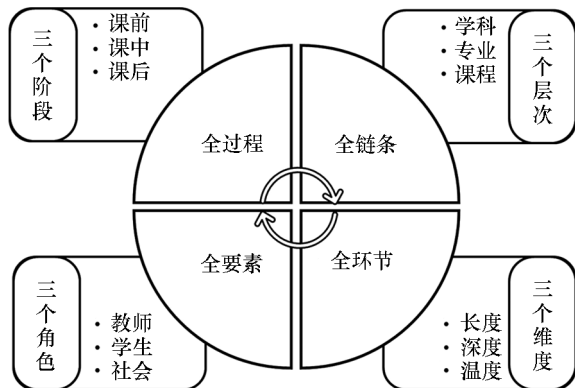 三个阶段
· 课前
· 课中
· 课后
· 学科
· 专业
· 课程
三个层次
全过程
全链条
全要素
全环节
三个角色
· 教师
· 学生
· 社会
· 长度
· 深度
· 温度
三个维度